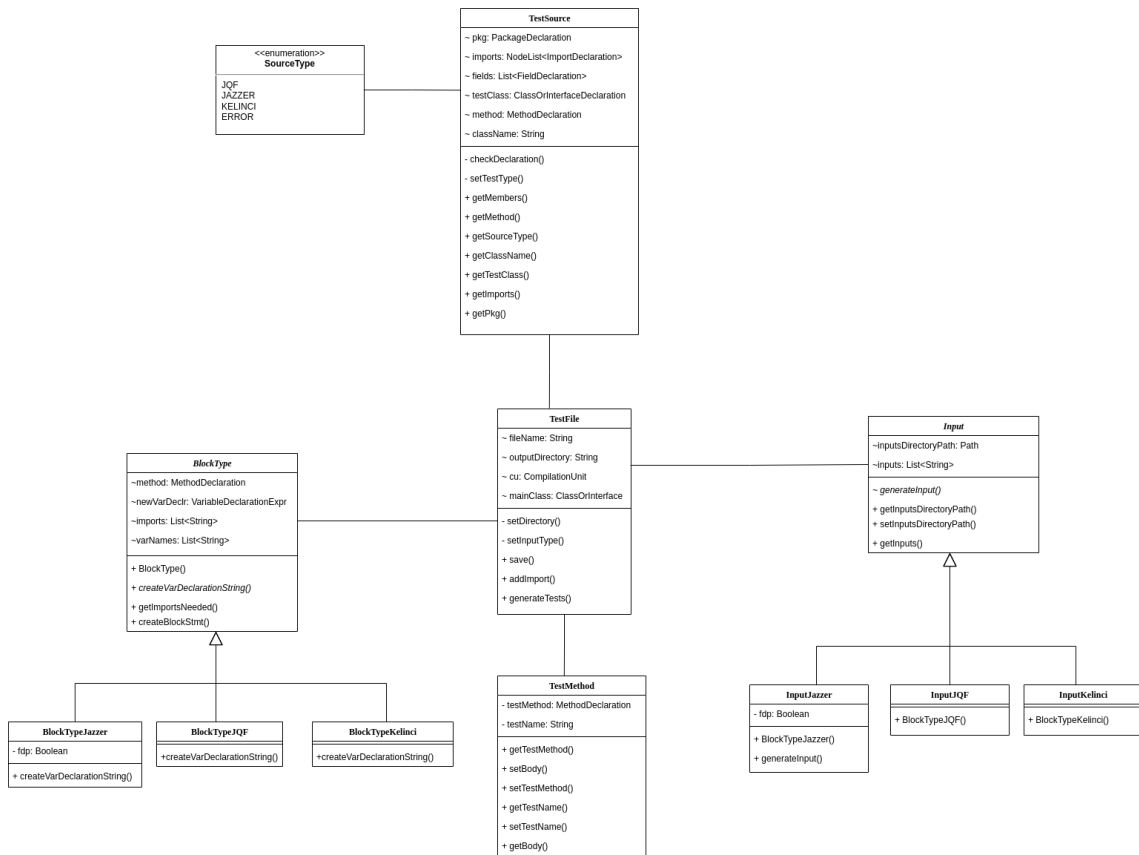 TestSource
~ pkg: PackageDeclaration
~ imports: NodeList<ImportDeclaration>
~ fields: List<FieldDeclaration>
~ testClass: ClassOrInterfaceDeclaration
~ method: MethodDeclaration
~ className: String
- checkDeclaration()
- setTestType()
+ getMembers()
+ getMethod()
+ getSourceType()
+ getClassName()
+ getTestClass()
+ getImports()
+ getPkg()
<<enumeration>>
SourceType
JQF
JAZZER
KELINCI
ERROR
BlockType
~method: MethodDeclaration
~newVarDeclr: VariableDeclarationExpr
~imports: List<String>
~varNames: List<String>
+ BlockType()
+ createVarDeclarationString()
+ getImportsNeeded()
+ createBlockStmt()
TestFile
~ fileName: String
~ outputDirectory: String
~ cu: CompilationUnit
~ mainClass: ClassOrInterface
- setDirectory()
- setInputType()
+ save()
+ addImport()
+ generateTests()
Input
~inputsDirectoryPath: Path
~inputs: List<String>
~ generateInput()
+ getInputsDirectoryPath()
+ setInputsDirectoryPath()
+ getInputs()
BlockTypeJazzer
- fdp: Boolean
+ createVarDeclarationString()
BlockTypeJQF
+createVarDeclarationString()
BlockTypeKelinci
+createVarDeclarationString()
TestMethod
- testMethod: MethodDeclaration
- testName: String
+ getTestMethod()
+ setBody()
+ setTestMethod()
+ getTestName()
+ setTestName()
+ getBody()
InputJazzer
- fdp: Boolean
+ BlockTypeJazzer()
+ generateInput()
InputJQF
+ BlockTypeJQF()
InputKelinci
+ BlockTypeKelinci()